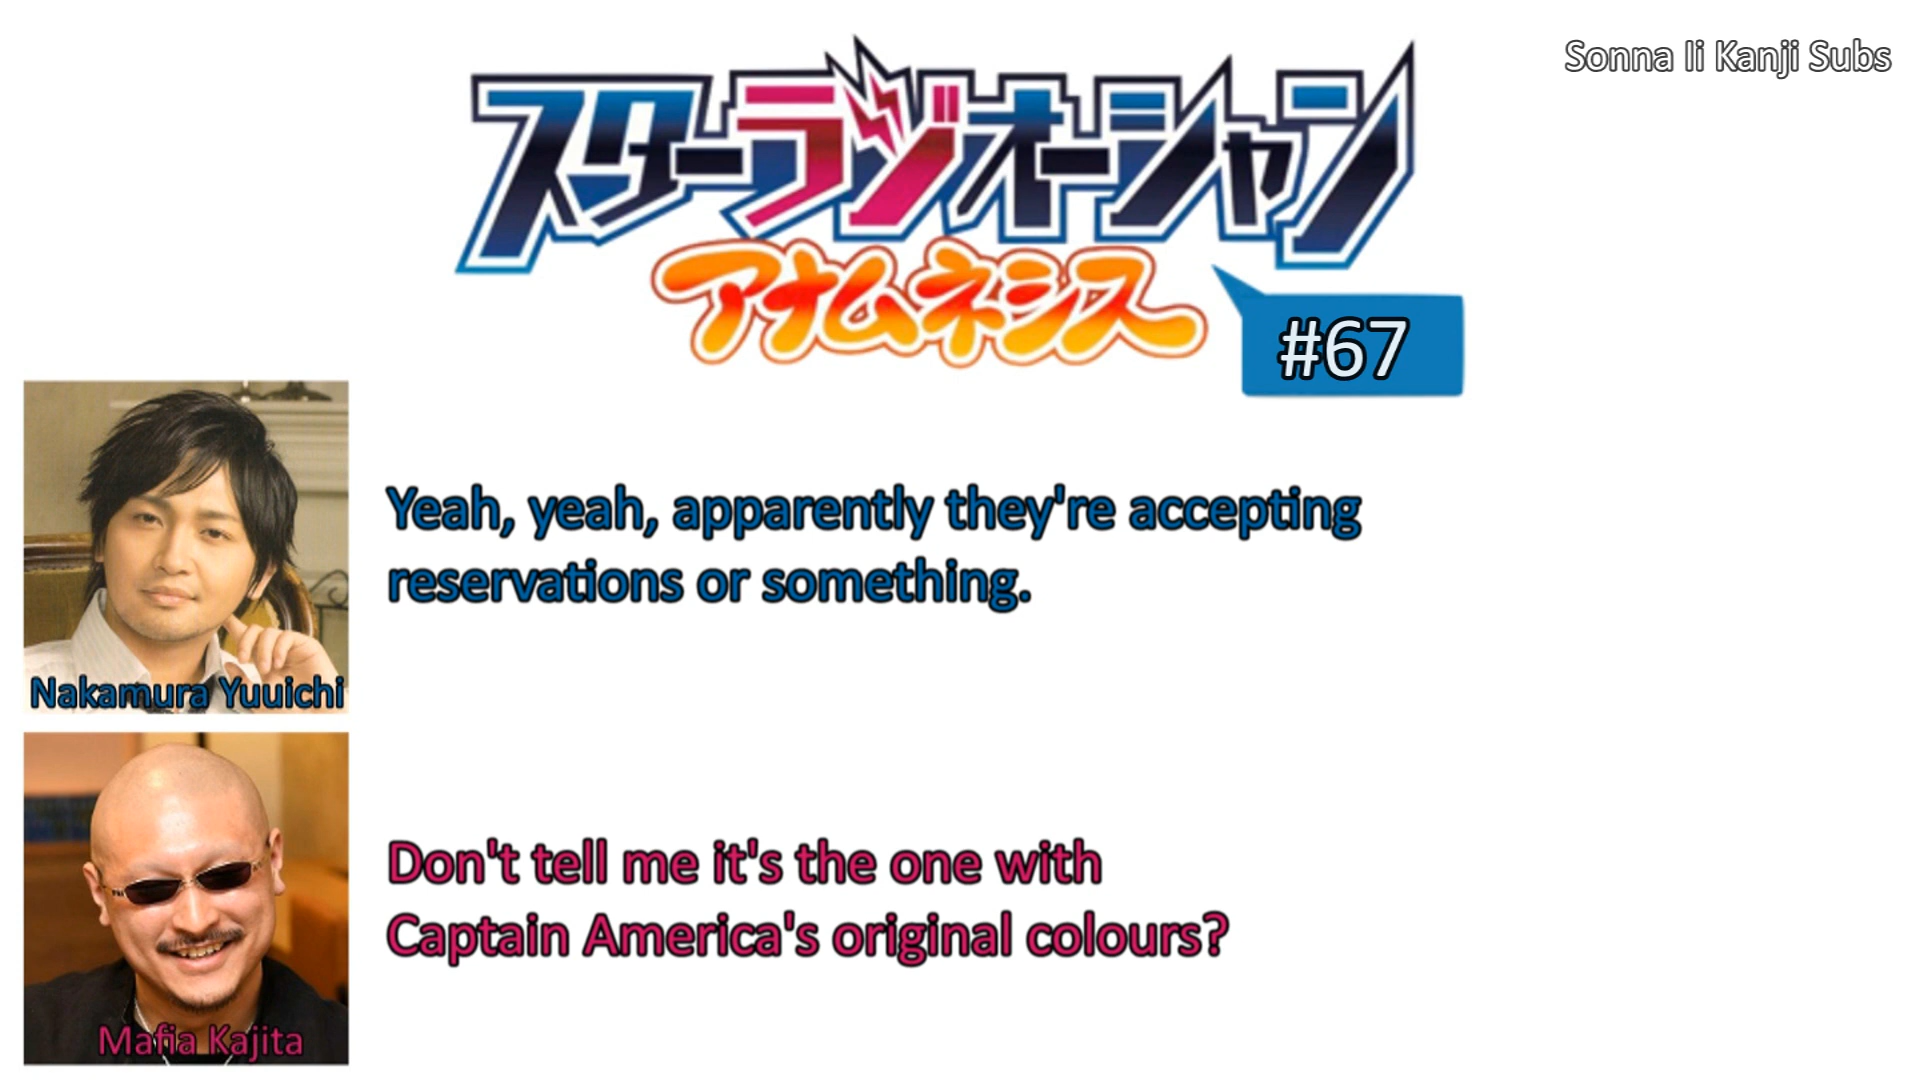 Sonna Ii Kanji Subs
スターラジオーシャン
アナムネシス
#67
Yeah, yeah, apparently they're accepting
reservations or something.
Nakamura Yuuichi
Don't tell me it's the one with
Captain America's original colours?
Mafia Kajita